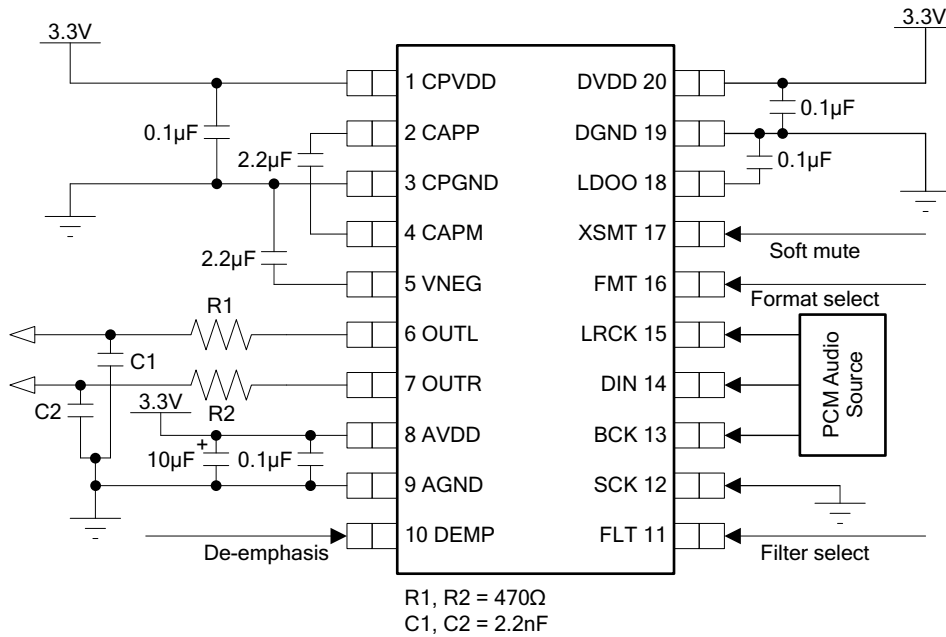 3.3V
3.3V
1 CPVDD
DVDD 20
0.1µF
0.1µF
2 CAPP
DGND 19
2.2µF
0.1µF
3 CPGND
LDOO 18
4 CAPM
XSMT 17
Soft mute
2.2µF
5 VNEG
FMT 16
Format select
R1
6 OUTL
LRCK 15
C1
PCM Audio
Source
7 OUTR
DIN 14
C2
R2
3.3V
8 AVDD
BCK 13
+
10µF
0.1µF
9 AGND
SCK 12
10 DEMP
FLT 11
De-emphasis
Filter select
R1, R2 = 470Ω
C1, C2 = 2.2nF